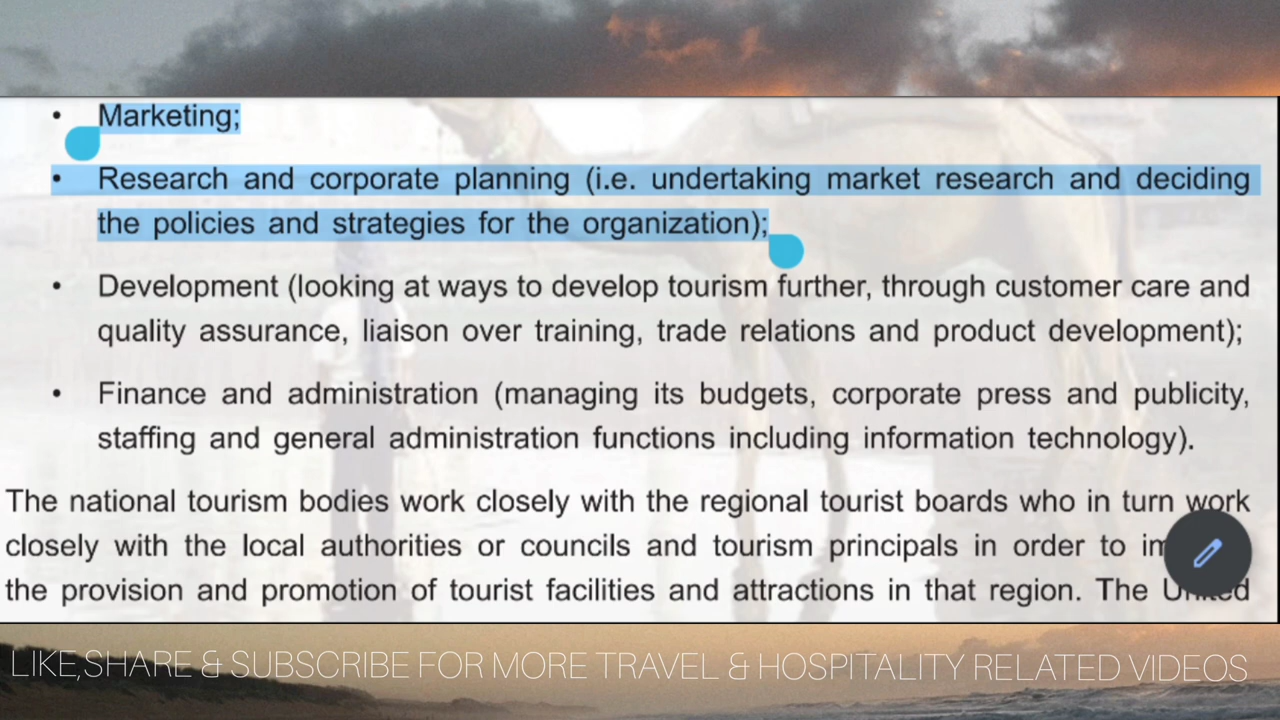 • Marketing;
• Research and corporate planning (i.e. undertaking market research and deciding
the policies and strategies for the organization);
• Development (looking at ways to develop tourism further, through customer care and
quality assurance, liaison over training, trade relations and product development);
• Finance and administration (managing its budgets, corporate press and publicity,
staffing and general administration functions including information technology).
The national tourism bodies work closely with the regional tourist boards who in turn work
closely with the local authorities or councils and tourism principals in order to
the provision and promotion of tourist facilities and attractions in that region. The United
LIKE,SHARE & SUBSCRIBE FOR MORE TRAVEL & HOSPITALITY RELATED VIDEOS